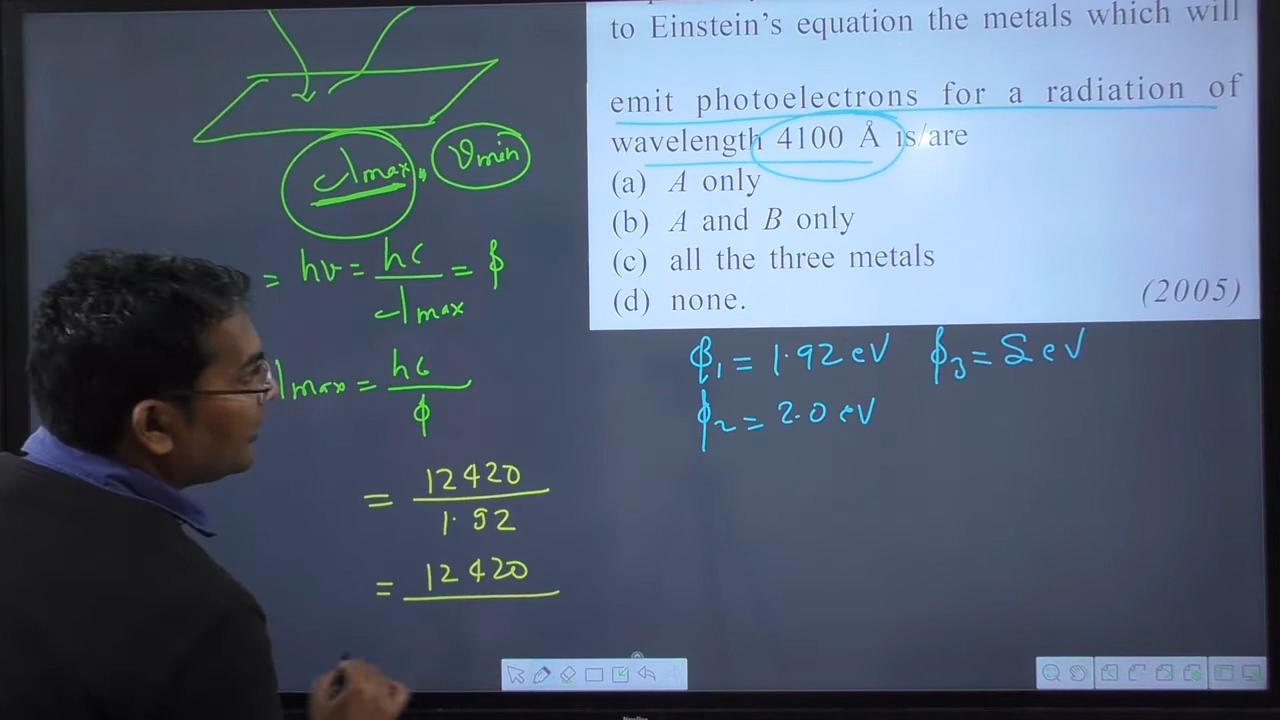 to Einstein's equation the metals which will
emit photoelectrons for a radiation of
wavelength 4100 Å is/are
(a) A only
(b) A and B only
(c) all the three metals
(d) none.
(2005)
λmax, νmin
= hν = hc/λmax = ϕ
λmax = hc/ϕ
= 12420/1.92
= 12420
ϕ₁ = 1.92 eV ϕ₃ = 5 eV
ϕ₂ = 2.0 eV